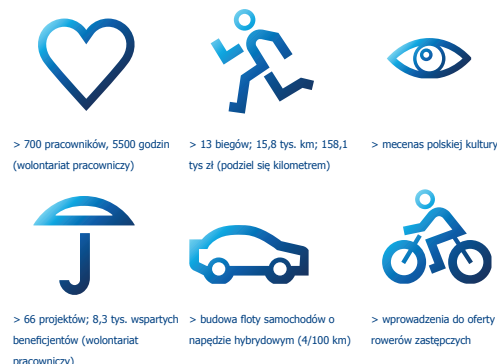 > 700 pracowników, 5500 godzin
(wolontariat pracowniczy)
> 13 biegów; 15,8 tys. km; 158,1
tys zł (podziel się kilometrem)
> mecenas polskiej kultury
> 66 projektów; 8,3 tys. wspartych
beneficjentów (wolontariat
pracowniczy)
> budowa floty samochodów o
napędzie hybrydowym (4/100 km)
> wprowadzenia do oferty
rowerów zastępczych